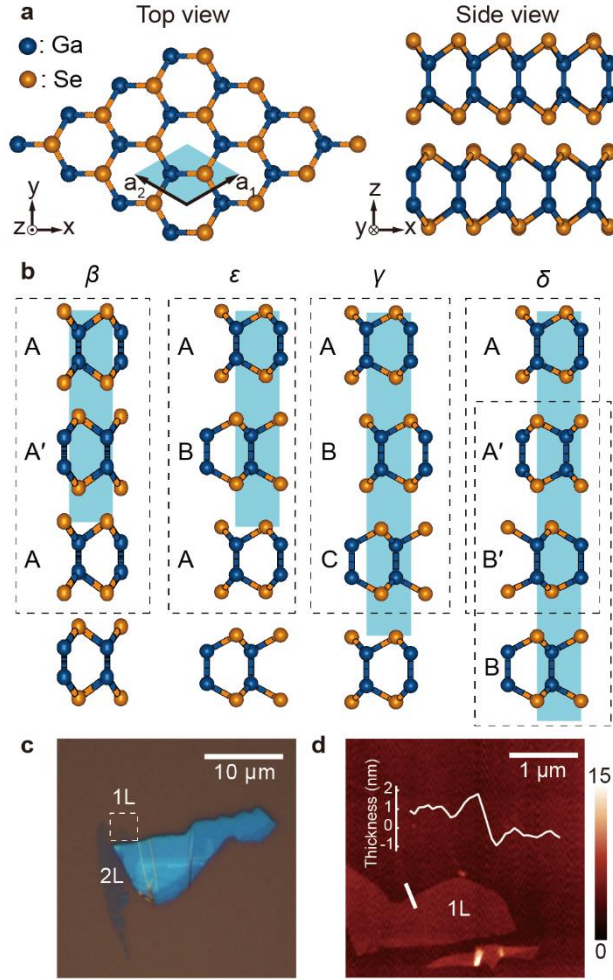 a Top view Side view
: Ga
: Se
a₂ a₁
y
z x
z
y x
b β ε γ δ
A A A A
A′ B B A′
A A C B′
B
c d
10 µm 1 µm
1L
2L
Thickness (nm)
2
1
0
-1
1L
15
0